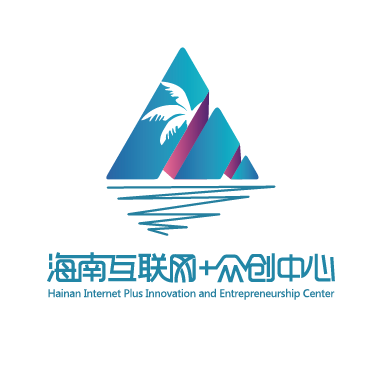 海南互联网+众创中心
Hainan Internet Plus Innovation and Entrepreneurship Center